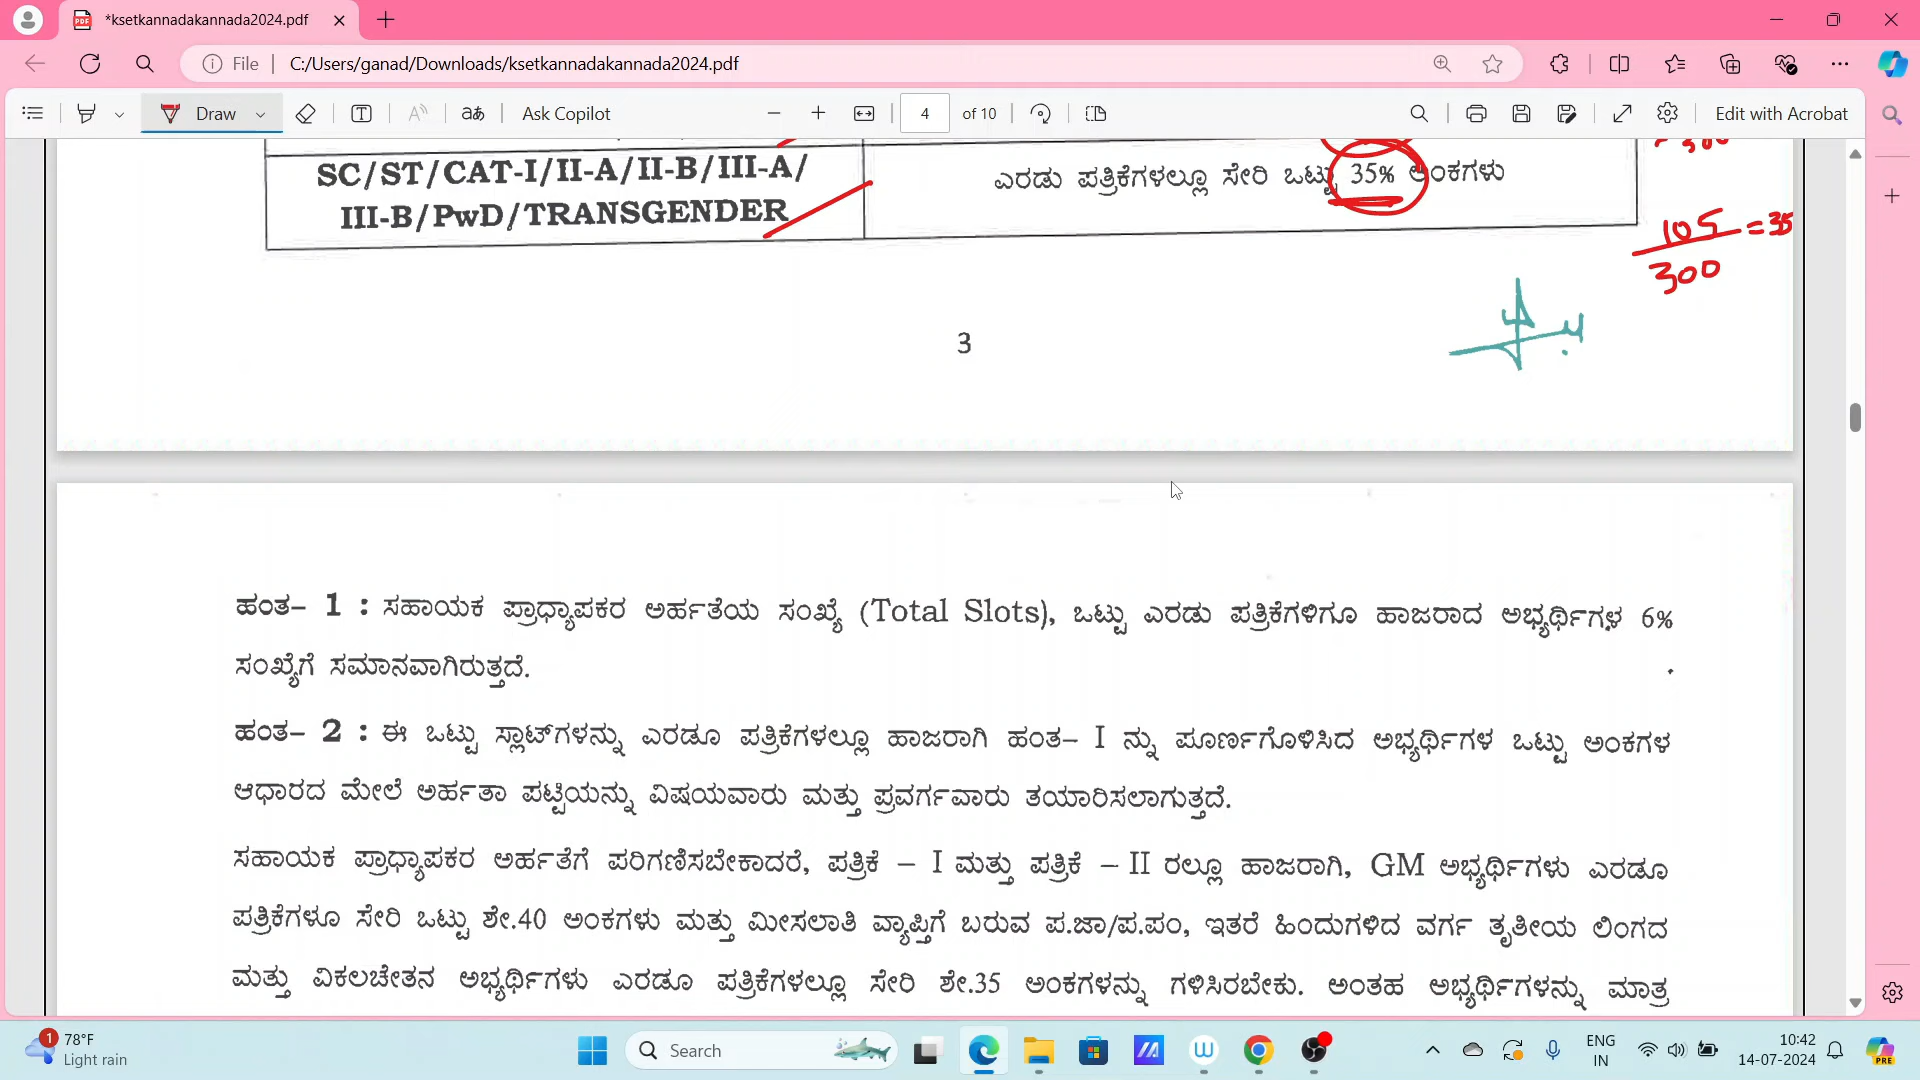 *ksetkannadakannada2024.pdf
File
C:/Users/ganad/Downloads/ksetkannadakannada2024.pdf
Draw
Ask Copilot
4 of 10
Edit with Acrobat
SC/ST/CAT-I/II-A/II-B/III-A/
III-B/PwD/TRANSGENDER
ಎರಡು ಪತ್ರಿಕೆಗಳಲ್ಲೂ ಸೇರಿ ಒಟ್ಟು 35% ಅಂಕಗಳು
300
105
300
=35
3
ಹಂತ– 1 : ಸಹಾಯಕ ಪ್ರಾಧ್ಯಾಪಕರ ಅರ್ಹತೆಯ ಸಂಖ್ಯೆ (Total Slots), ಒಟ್ಟು ಎರಡು ಪತ್ರಿಕೆಗಳಿಗೂ ಹಾಜರಾದ ಅಭ್ಯರ್ಥಿಗಳ 6%
ಸಂಖ್ಯೆಗೆ ಸಮಾನವಾಗಿರುತ್ತದೆ.
ಹಂತ– 2 : ಈ ಒಟ್ಟು ಸ್ಲಾಟ್‌ಗಳನ್ನು ಎರಡೂ ಪತ್ರಿಕೆಗಳಲ್ಲೂ ಹಾಜರಾಗಿ ಹಂತ– I ನ್ನು ಪೂರ್ಣಗೊಳಿಸಿದ ಅಭ್ಯರ್ಥಿಗಳ ಒಟ್ಟು ಅಂಕಗಳ
ಆಧಾರದ ಮೇಲೆ ಅರ್ಹತಾ ಪಟ್ಟಿಯನ್ನು ವಿಷಯವಾರು ಮತ್ತು ಪ್ರವರ್ಗವಾರು ತಯಾರಿಸಲಾಗುತ್ತದೆ.
ಸಹಾಯಕ ಪ್ರಾಧ್ಯಾಪಕರ ಅರ್ಹತೆಗೆ ಪರಿಗಣಿಸಬೇಕಾದರೆ, ಪತ್ರಿಕೆ – I ಮತ್ತು ಪತ್ರಿಕೆ – II ರಲ್ಲೂ ಹಾಜರಾಗಿ, GM ಅಭ್ಯರ್ಥಿಗಳು ಎರಡೂ
ಪತ್ರಿಕೆಗಳೂ ಸೇರಿ ಒಟ್ಟು ಶೇ.40 ಅಂಕಗಳು ಮತ್ತು ಮೀಸಲಾತಿ ವ್ಯಾಪ್ತಿಗೆ ಬರುವ ಪ.ಜಾ/ಪ.ಪಂ, ಇತರೆ ಹಿಂದುಗಳಿದ ವರ್ಗ ತೃತೀಯ ಲಿಂಗದ
ಮತ್ತು ವಿಕಲಚೇತನ ಅಭ್ಯರ್ಥಿಗಳು ಎರಡೂ ಪತ್ರಿಕೆಗಳಲ್ಲೂ ಸೇರಿ ಶೇ.35 ಅಂಕಗಳನ್ನು ಗಳಿಸಿರಬೇಕು. ಅಂತಹ ಅಭ್ಯರ್ಥಿಗಳನ್ನು ಮಾತ್ರ
1
78°F
Light rain
Search
ENG
IN
10:42
14-07-2024
PRE